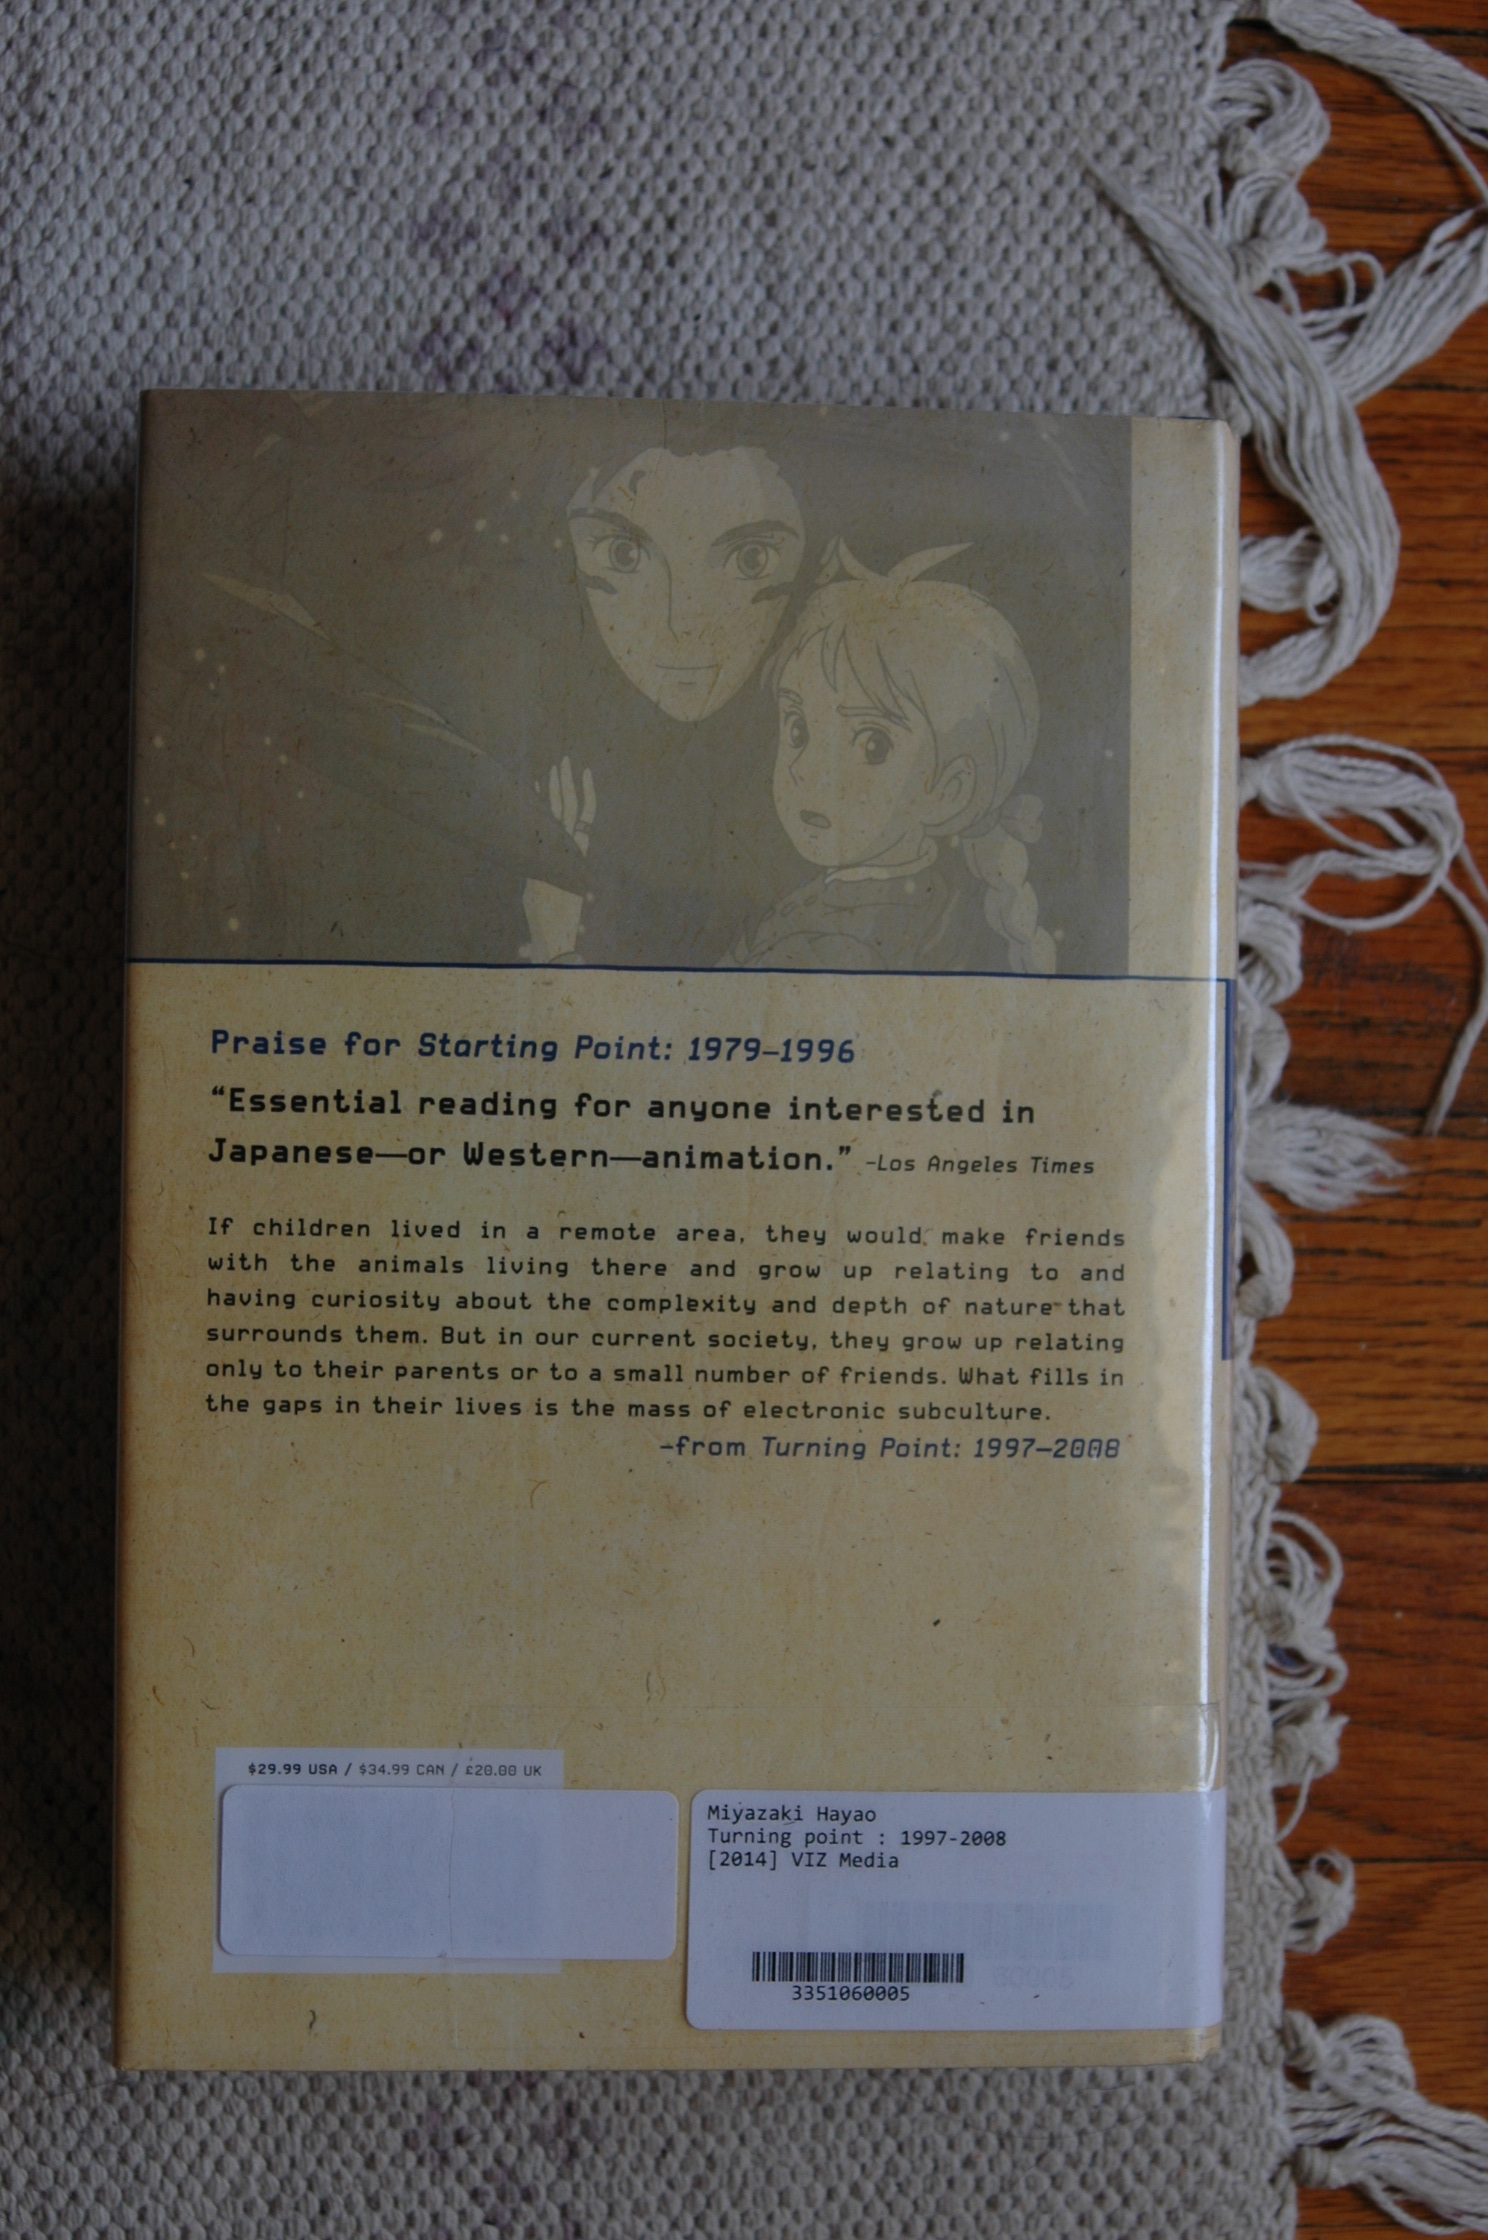 Praise for Starting Point: 1979–1996
“Essential reading for anyone interested in
Japanese—or Western—animation.” –Los Angeles Times
If children lived in a remote area, they would make friends
with the animals living there and grow up relating to and
having curiosity about the complexity and depth of nature that
surrounds them. But in our current society, they grow up relating
only to their parents or to a small number of friends. What fills in
the gaps in their lives is the mass of electronic subculture.
–from Turning Point: 1997–2008
$29.99 USA / $34.99 CAN / £20.00 UK
Miyazaki Hayao
Turning point : 1997-2008
[2014] VIZ Media
3351060005